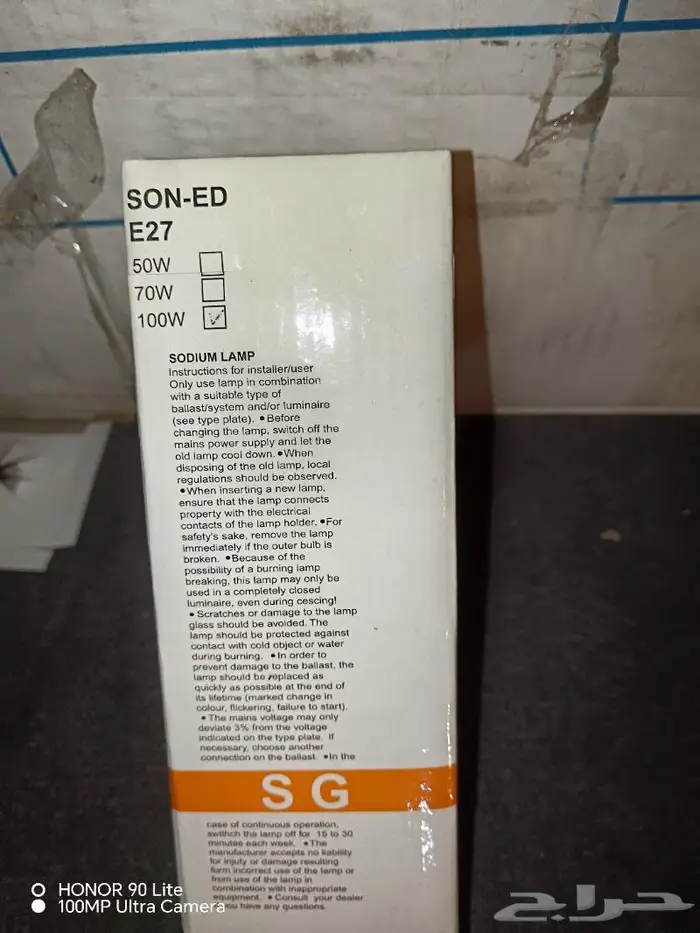 SON-ED
E27
50W
70W
100W
SODIUM LAMP
Instructions for installer/user
Only use lamp in combination
with a suitable type of
ballast/system and/or luminaire
(see type plate). •Before
changing the lamp, switch off the
mains power supply and let the
old lamp cool down. •When
disposing of the old lamp, local
regulations should be observed.
•When inserting a new lamp,
ensure that the lamp connects
property with the electrical
contacts of the lamp holder. •For
safety's sake, remove the lamp
immediately if the outer bulb is
broken. •Because of the
possibility of a burning lamp
breaking, this lamp may only be
used in a completely closed
luminaire, even during cescing!
• Scratches or damage to the lamp
glass should be avoided. The
lamp should be protected against
contact with cold object or water
during burning. •In order to
prevent damage to the ballast, the
lamp should be replaced as
quickly as possible at the end of
its lifetime (marked change in
colour, flickering, failure to start).
• The mains voltage may only
deviate 3% from the voltage
indicated on the type plate. If
necessary, choose another
connection on the ballast. •In the
SG
case of continuous operation,
swithch the lamp off for 15 to 30
minutes each week. •The
manufacturer accepts no liability
for injuty or damage resulting
form incorrect use of the lamp or
from use of the lamp in
combination with inappropriate
equipment. • Consult your dealer
you have any questions.
HONOR 90 Lite
100MP Ultra Camera
حراج